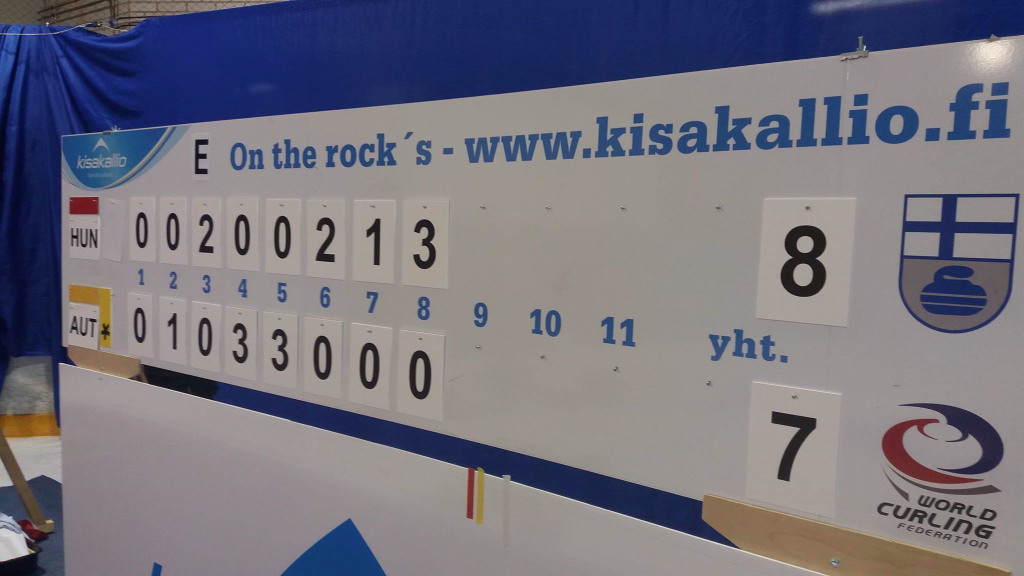 kisakallio
E On the rock´s - www.kisakallio.fi
HUN 0 0 2 0 0 2 1 3 8
1 2 3 4 5 6 7 8 9 10 11 yht.
AUT * 0 1 0 3 3 0 0 0 7
WORLD
CURLING
FEDERATION